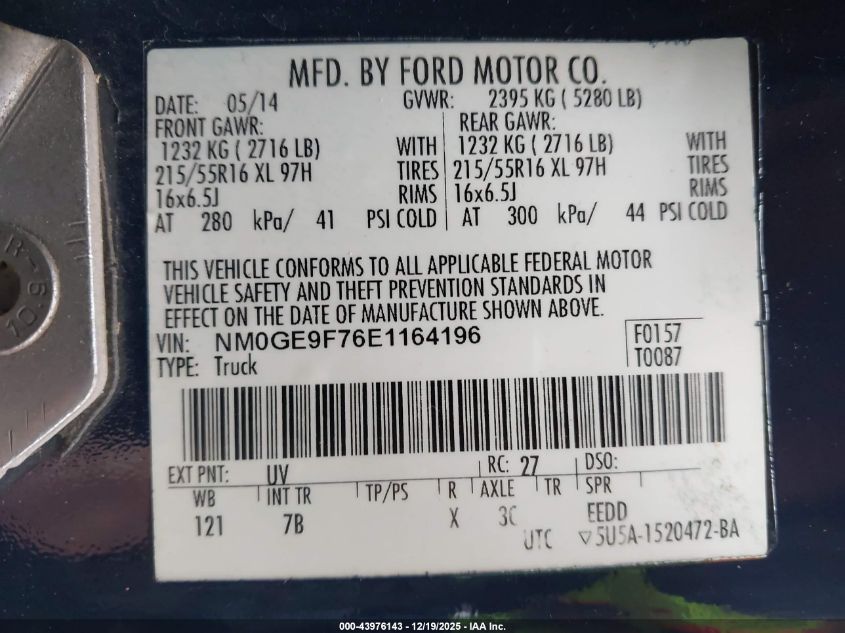 MFD. BY FORD MOTOR CO.
DATE: 05/14 GVWR: 2395 KG ( 5280 LB)
FRONT GAWR: REAR GAWR:
1232 KG ( 2716 LB) WITH 1232 KG ( 2716 LB) WITH
215/55R16 XL 97H TIRES 215/55R16 XL 97H TIRES
16x6.5J RIMS 16x6.5J RIMS
AT 280 kPa/ 41 PSI COLD AT 300 kPa/ 44 PSI COLD
THIS VEHICLE CONFORMS TO ALL APPLICABLE FEDERAL MOTOR
VEHICLE SAFETY AND THEFT PREVENTION STANDARDS IN
EFFECT ON THE DATE OF MANUFACTURE SHOWN ABOVE.
VIN: NM0GE9F76E1164196 F0157
TYPE: Truck T0087
EXT PNT: UV RC: 27 DSO:
WB INT TR TP/PS R AXLE TR SPR
121 7B X 3C EEDD
UTC ▽5U5A-1520472-BA
000-43976143 - 12/19/2025 - IAA Inc.